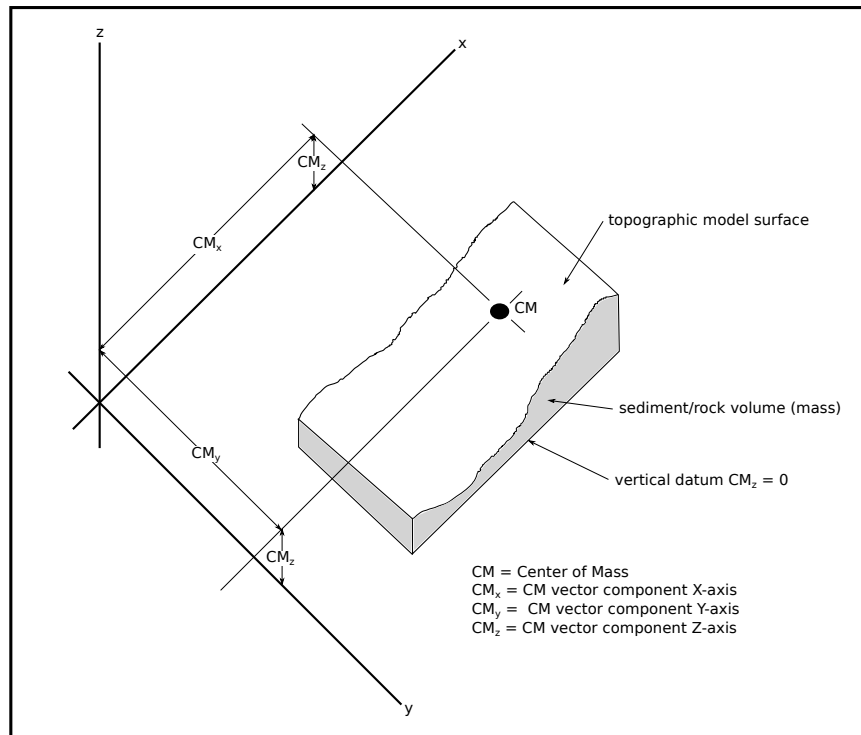 z
x
CMz
CMx
topographic model surface
CM
sediment/rock volume (mass)
CMy
vertical datum CMz = 0
CMz
CM = Center of Mass
CMx = CM vector component X-axis
CMy =  CM vector component Y-axis
CMz = CM vector component Z-axis
y